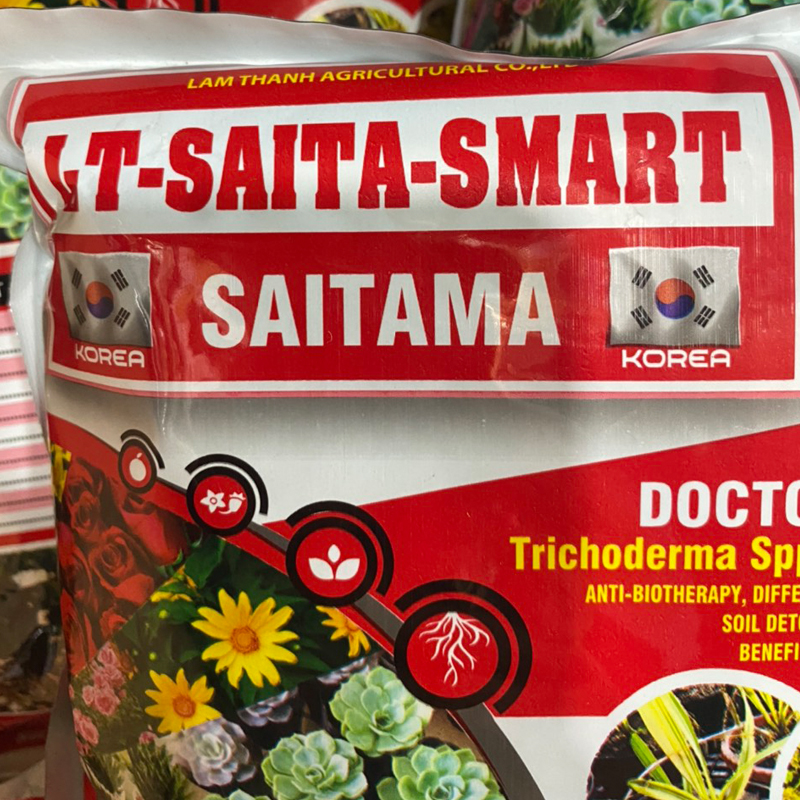 LAM THANH AGRICULTURAL CO.,LTD
LT-SAITA-SMART
SAITAMA
KOREA
KOREA
DOCTO
Trichoderma Spp
ANTI-BIOTHERAPY, DIFFE
SOIL DETO
BENEFI